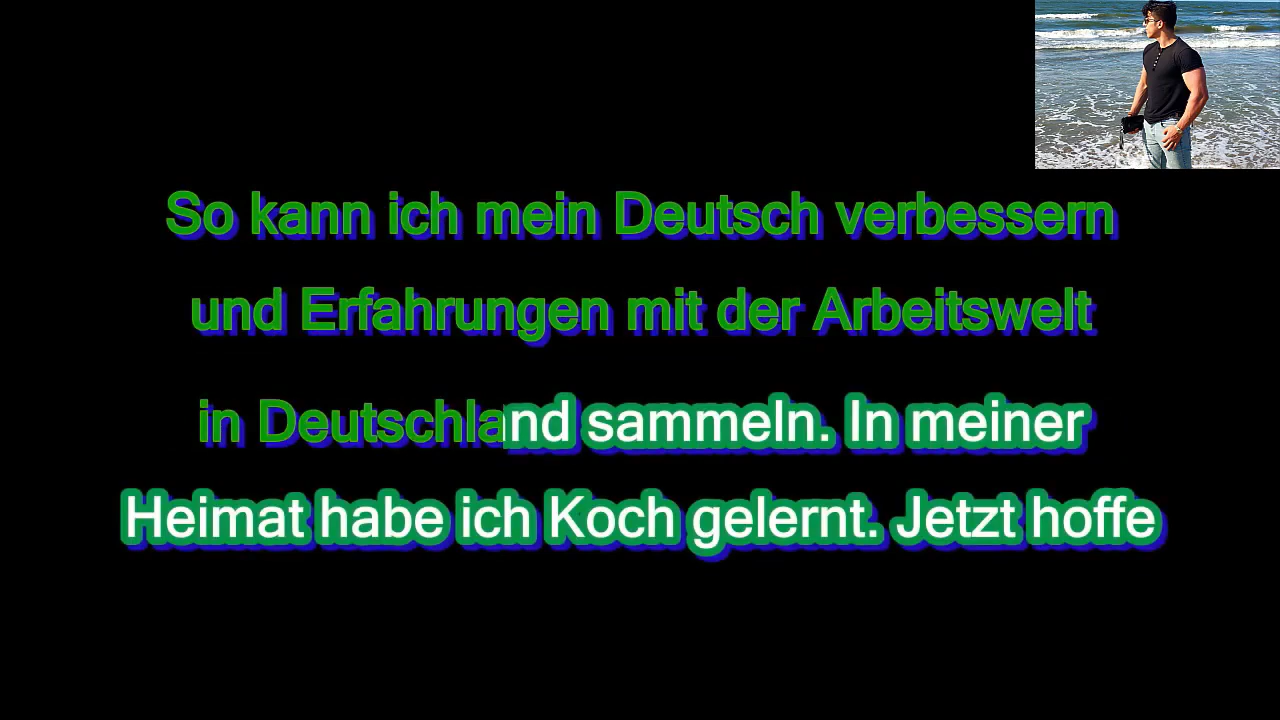 So kann ich mein Deutsch verbessern
und Erfahrungen mit der Arbeitswelt
in Deutschland sammeln. In meiner
Heimat habe ich Koch gelernt. Jetzt hoffe